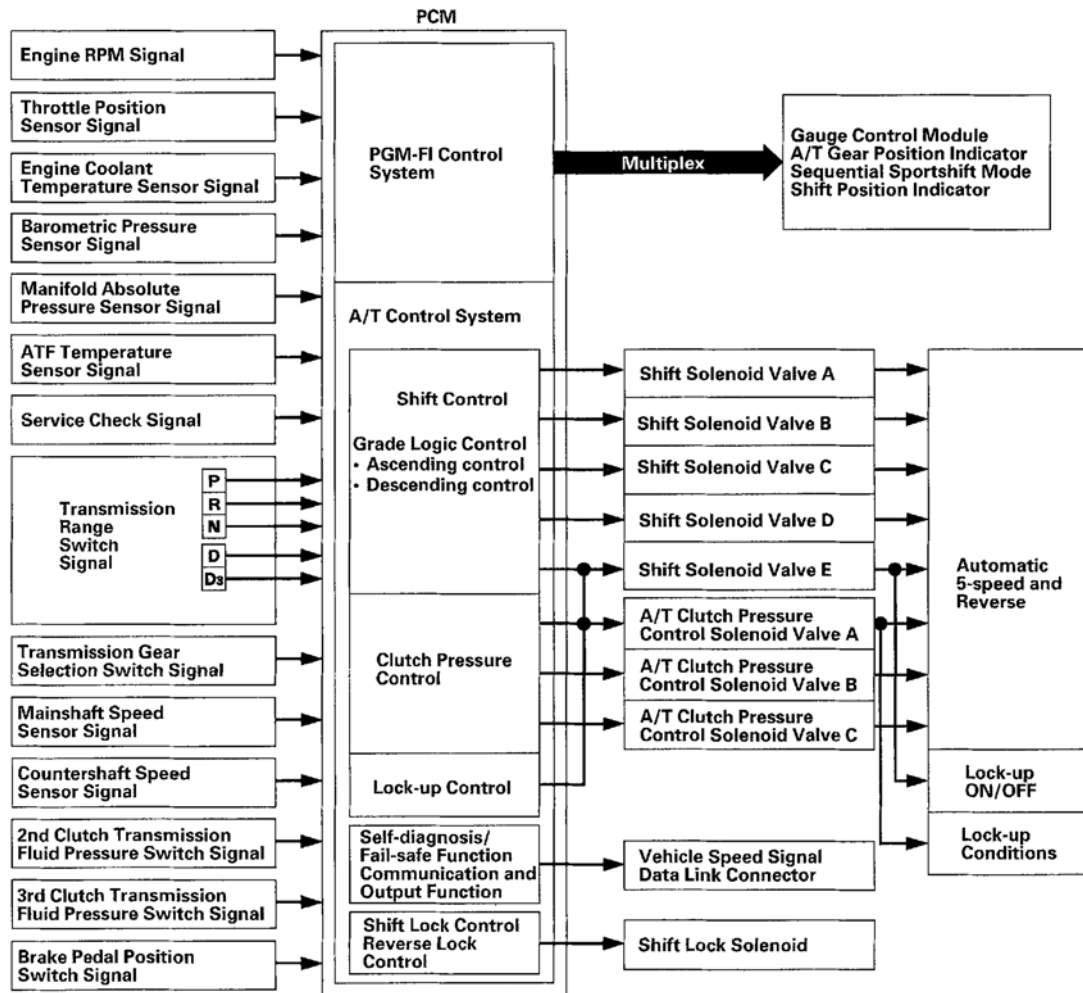 PCM
Engine RPM Signal
Throttle Position
Sensor Signal
Engine Coolant
Temperature Sensor Signal
Barometric Pressure
Sensor Signal
Manifold Absolute
Pressure Sensor Signal
ATF Temperature
Sensor Signal
Service Check Signal
Transmission
Range
Switch
Signal
P
R
N
D
D3
Transmission Gear
Selection Switch Signal
Mainshaft Speed
Sensor Signal
Countershaft Speed
Sensor Signal
2nd Clutch Transmission
Fluid Pressure Switch Signal
3rd Clutch Transmission
Fluid Pressure Switch Signal
Brake Pedal Position
Switch Signal
PGM-FI Control
System
A/T Control System
Shift Control
Grade Logic Control
• Ascending control
• Descending control
Clutch Pressure
Control
Lock-up Control
Self-diagnosis/
Fail-safe Function
Communication and
Output Function
Shift Lock Control
Reverse Lock
Control
Multiplex
Gauge Control Module
A/T Gear Position Indicator
Sequential Sportshift Mode
Shift Position Indicator
Shift Solenoid Valve A
Shift Solenoid Valve B
Shift Solenoid Valve C
Shift Solenoid Valve D
Shift Solenoid Valve E
A/T Clutch Pressure
Control Solenoid Valve A
A/T Clutch Pressure
Control Solenoid Valve B
A/T Clutch Pressure
Control Solenoid Valve C
Vehicle Speed Signal
Data Link Connector
Shift Lock Solenoid
Automatic
5-speed and
Reverse
Lock-up
ON/OFF
Lock-up
Conditions